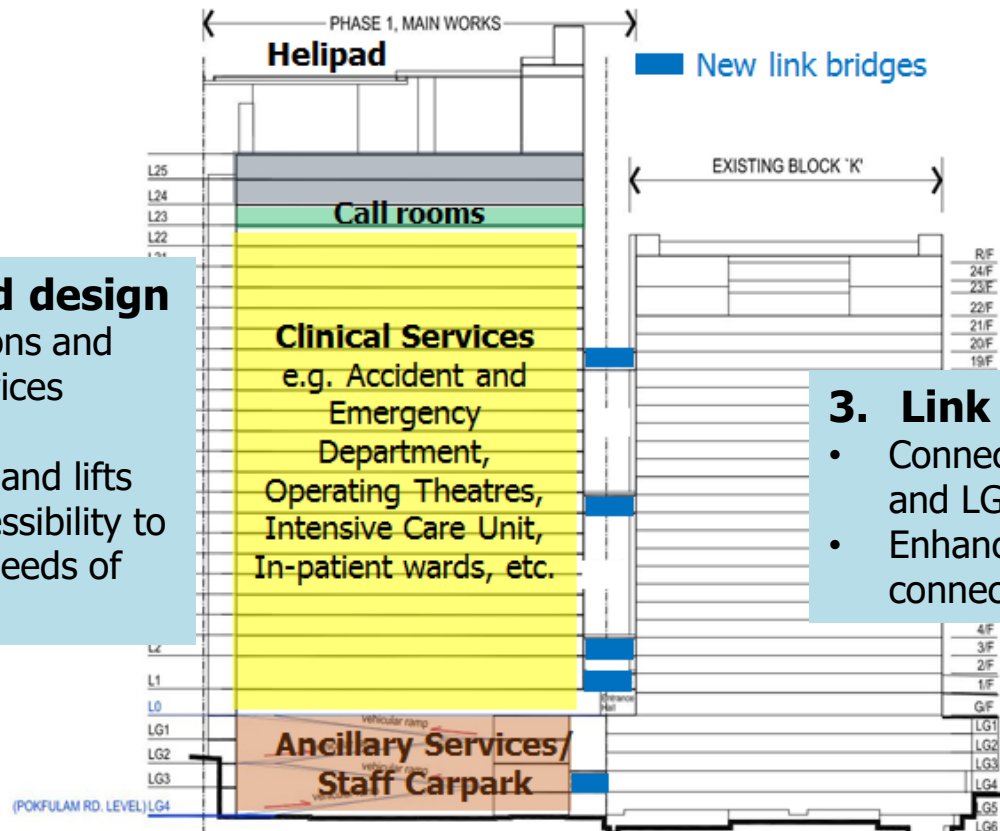 PHASE 1, MAIN WORKS
Helipad
New link bridges
EXISTING BLOCK `K'
L25
L24
L23
L22
Call rooms
Clinical Services
e.g. Accident and
Emergency
Department,
Operating Theatres,
Intensive Care Unit,
In-patient wards, etc.
d design
ons and
vices
and lifts
essibility to
eeds of
R/F
24/F
23/F
22/F
21/F
20/F
19/F
3. Link
• Connec
and LG
• Enhanc
connec
4/F
3/F
2/F
1/F
G/F
LG1
LG2
LG3
LG4
LG5
LG6
L2
L1
L0
LG1
LG2
LG3
(POKFULAM RD. LEVEL) LG4
Entrance
Hall
vehicular ramp
Ancillary Services/
Staff Carpark